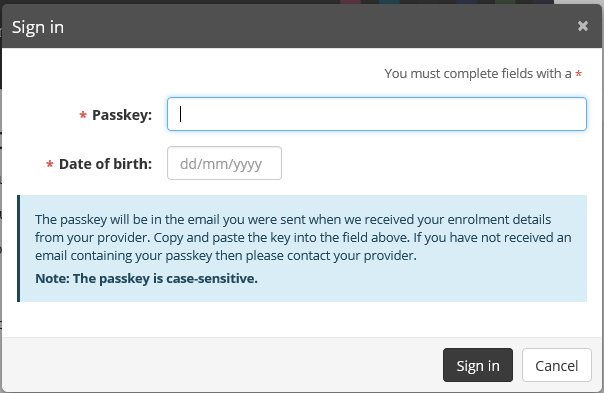 Sign in ×
You must complete fields with a *
* Passkey:
* Date of birth: dd/mm/yyyy
The passkey will be in the email you were sent when we received your enrolment details
from your provider. Copy and paste the key into the field above. If you have not received an
email containing your passkey then please contact your provider.
Note: The passkey is case-sensitive.
Sign in Cancel